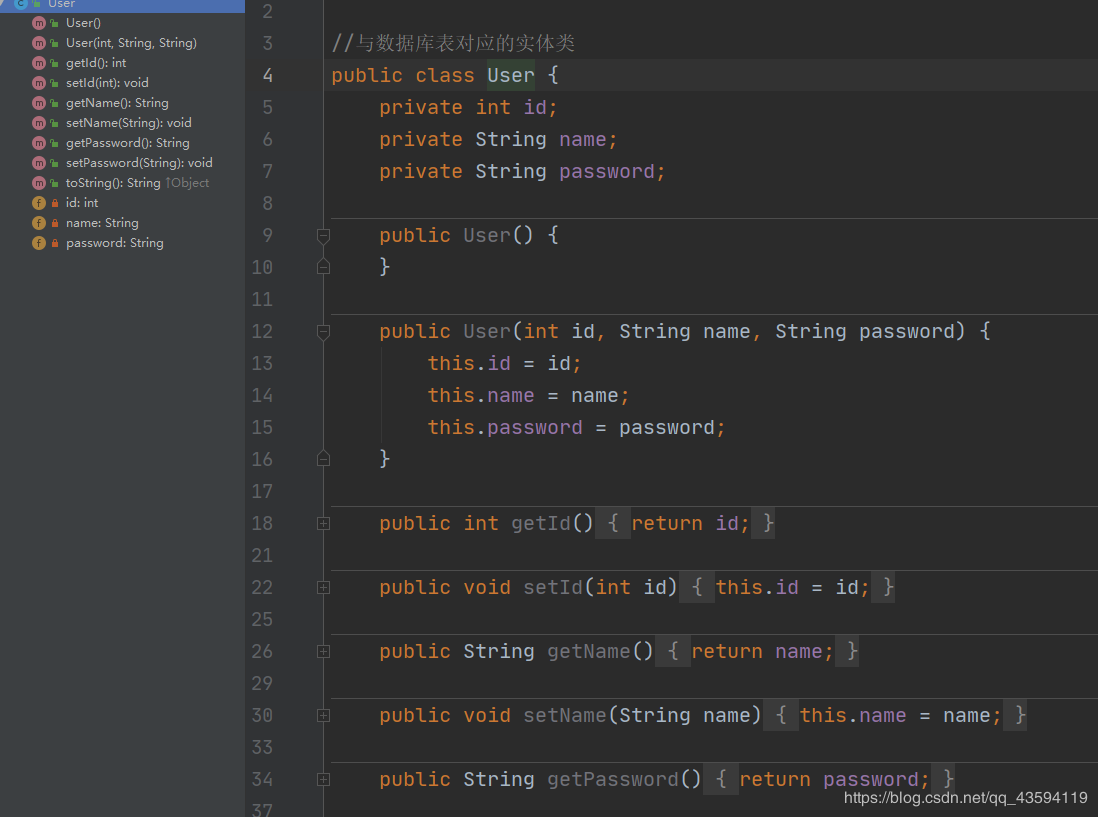 User
User()
User(int, String, String)
getId(): int
setId(int): void
getName(): String
setName(String): void
getPassword(): String
setPassword(String): void
toString(): String ↑Object
id: int
name: String
password: String
2
3 //与数据库表对应的实体类
4 public class User {
5 private int id;
6 private String name;
7 private String password;
8
9 public User() {
10 }
11
12 public User(int id, String name, String password) {
13 this.id = id;
14 this.name = name;
15 this.password = password;
16 }
17
18 public int getId() { return id; }
21
22 public void setId(int id) { this.id = id; }
25
26 public String getName() { return name; }
29
30 public void setName(String name) { this.name = name; }
33
34 public String getPassword() { return password; }
37
https://blog.csdn.net/qq_43594119